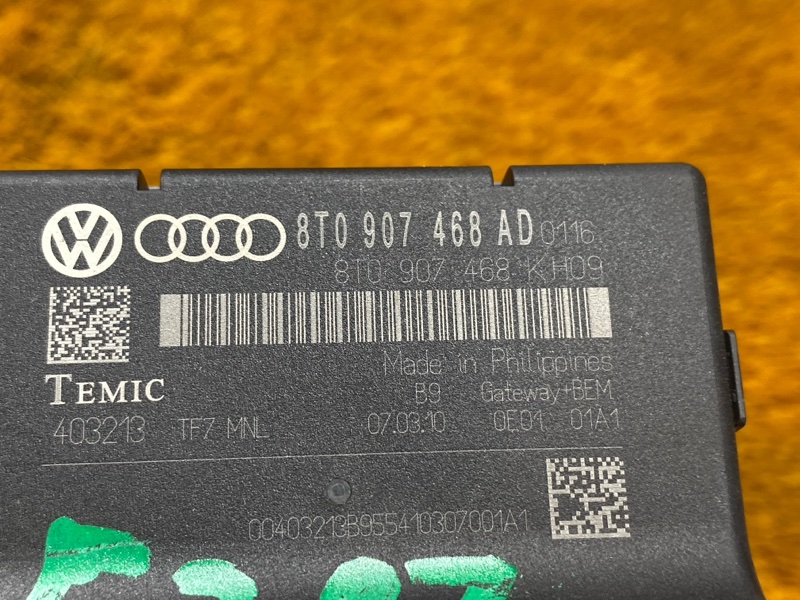 8T0 907 468 AD 0116
8T0 907 468 K H09
Made in Philippines
TEMIC B9 Gateway+BEM
403213 TF7 MNL 07.03.10 0E01 01A1
00403213B955410307001A1